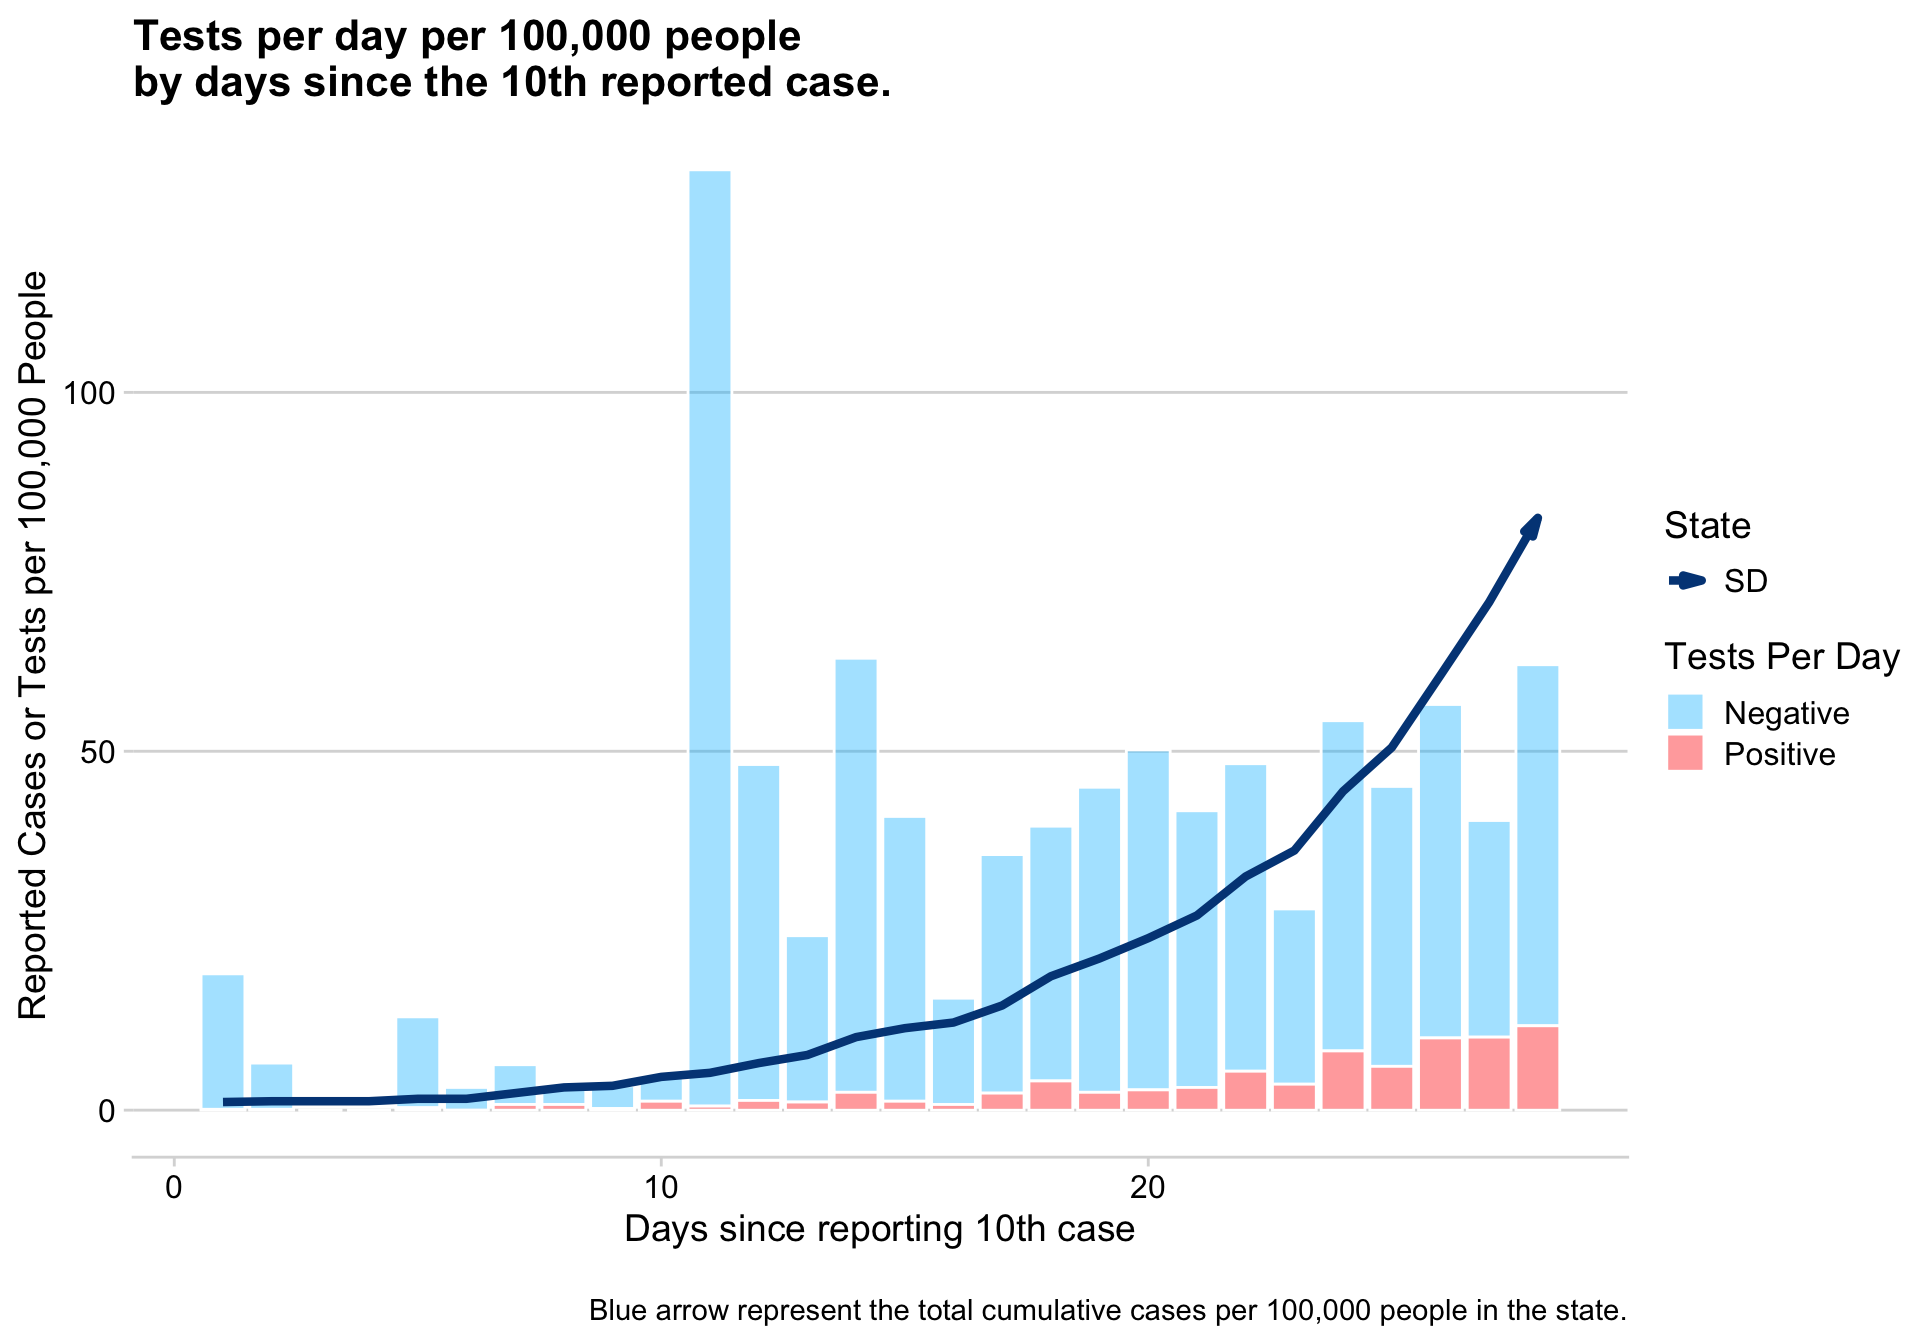 Tests per day per 100,000 people
by days since the 10th reported case.
Reported Cases or Tests per 100,000 People
100
50
0
0
10
20
Days since reporting 10th case
State
SD
Tests Per Day
Negative
Positive
Blue arrow represent the total cumulative cases per 100,000 people in the state.